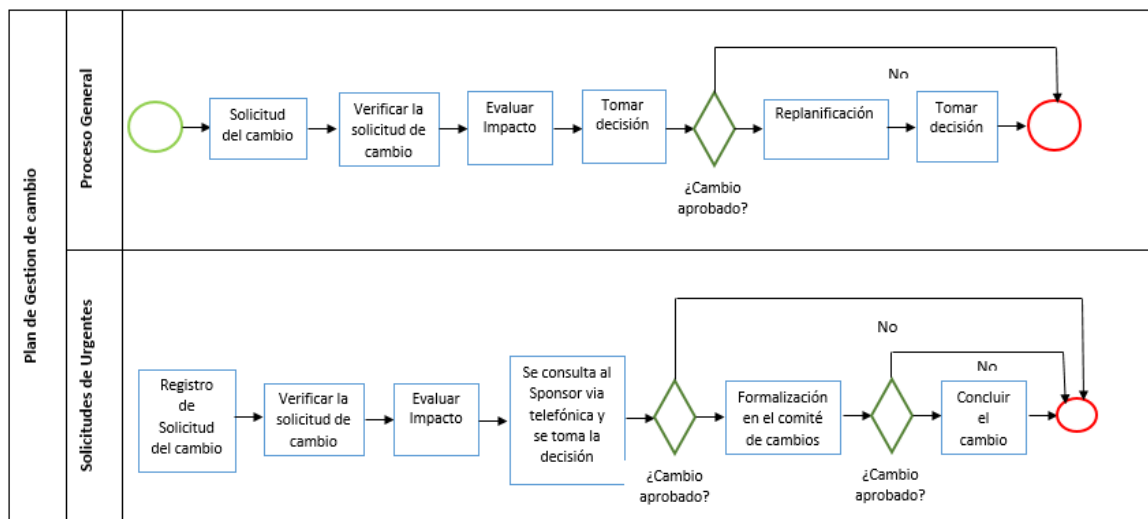 Plan de Gestion de cambio
Proceso General
Solicitud
del cambio
Verificar la
solicitud de
cambio
Evaluar
Impacto
Tomar
decisión
¿Cambio
aprobado?
No
Replanificación
Tomar
decisión
Solicitudes de Urgentes
Registro
de
Solicitud
del cambio
Verificar la
solicitud de
cambio
Evaluar
Impacto
Se consulta al
Sponsor via
telefónica y
se toma la
decisión
¿Cambio
aprobado?
No
Formalización
en el comité
de cambios
¿Cambio
aprobado?
No
Concluir
el
cambio